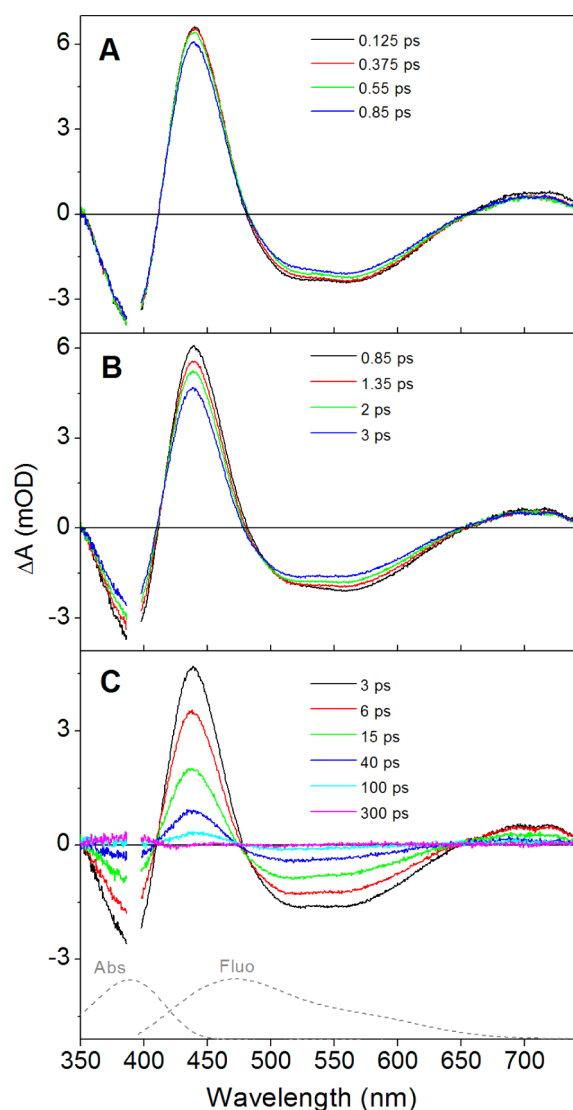 A
0.125 ps
0.375 ps
0.55 ps
0.85 ps
6
3
0
-3
B
0.85 ps
1.35 ps
2 ps
3 ps
6
3
0
-3
ΔA (mOD)
C
3 ps
6 ps
15 ps
40 ps
100 ps
300 ps
3
0
-3
Abs
Fluo
350 400 450 500 550 600 650 700
Wavelength (nm)